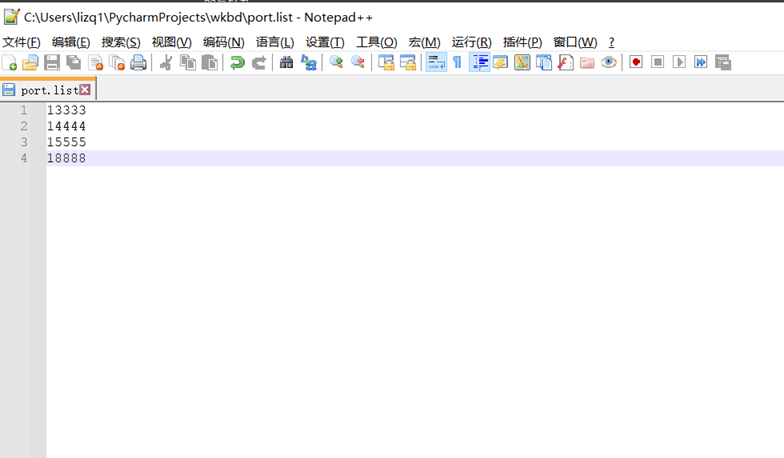 C:\Users\lizq1\PycharmProjects\wkbd\port.list - Notepad++
文件(F) 编辑(E) 搜索(S) 视图(V) 编码(N) 语言(L) 设置(T) 工具(O) 宏(M) 运行(R) 插件(P) 窗口(W) ?
port.list
1 13333
2 14444
3 15555
4 18888